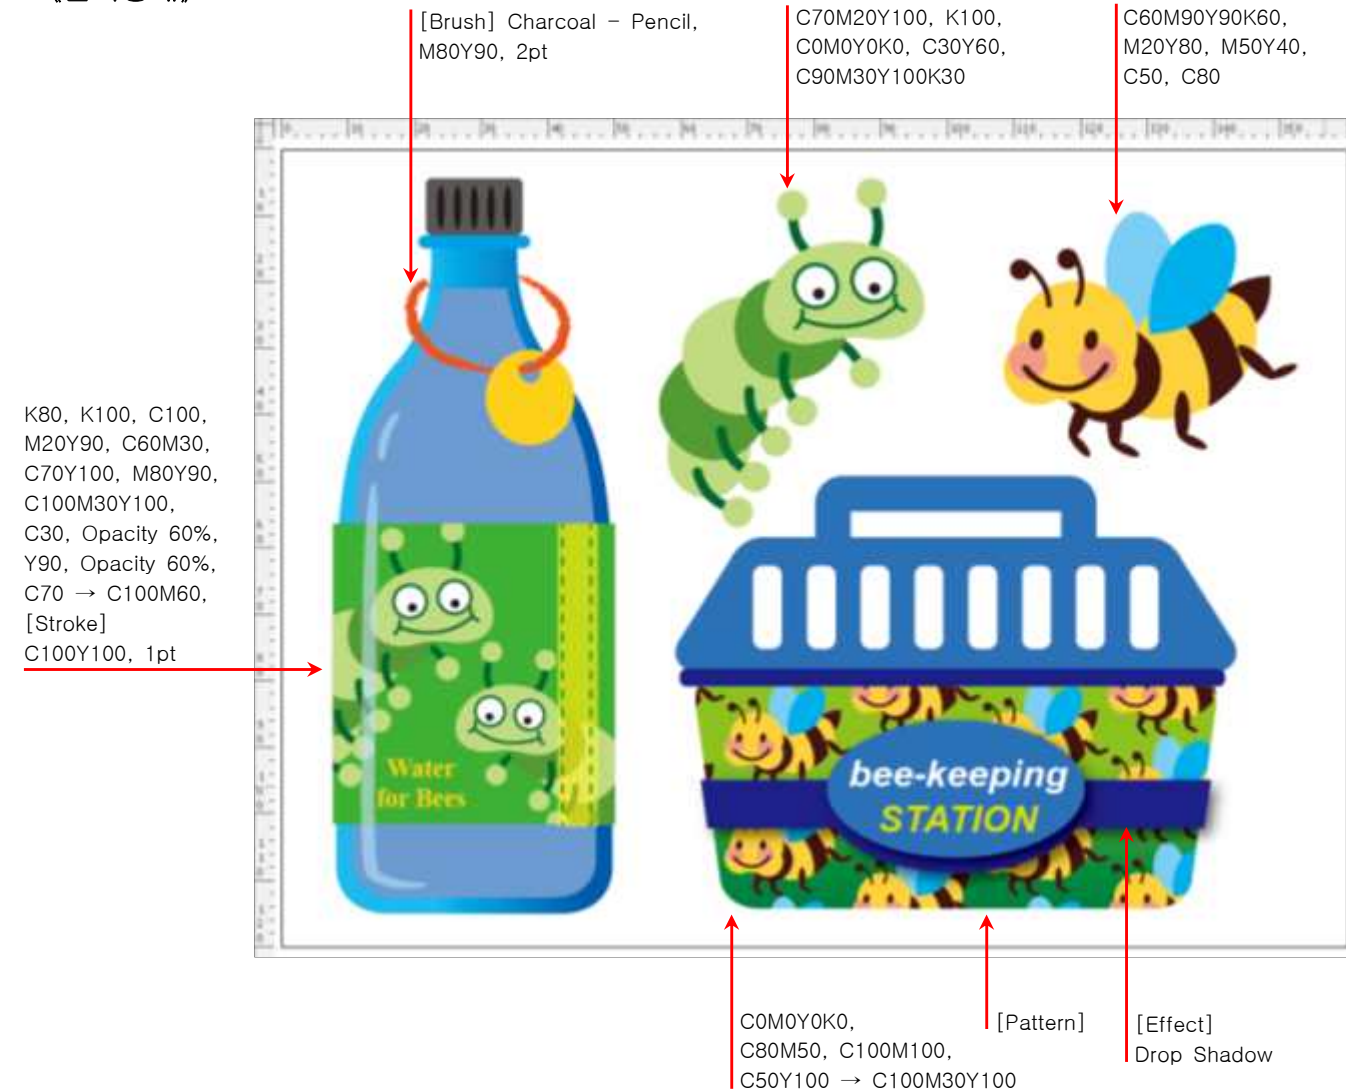 [Brush] Charcoal - Pencil,
M80Y90, 2pt
C70M20Y100, K100,
C0M0Y0K0, C30Y60,
C90M30Y100K30
C60M90Y90K60,
M20Y80, M50Y40,
C50, C80
K80, K100, C100,
M20Y90, C60M30,
C70Y100, M80Y90,
C100M30Y100,
C30, Opacity 60%,
Y90, Opacity 60%,
C70 → C100M60,
[Stroke]
C100Y100, 1pt
Water
for Bees
bee-keeping
STATION
C0M0Y0K0,
C80M50, C100M100,
C50Y100 → C100M30Y100
[Pattern]
[Effect]
Drop Shadow